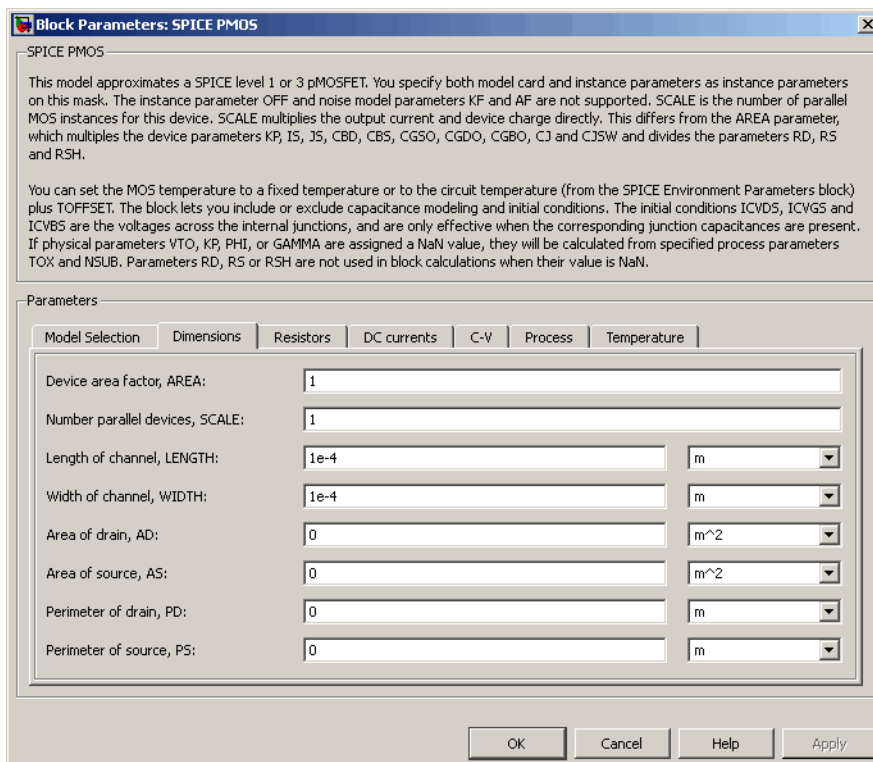 Block Parameters: SPICE PMOS
SPICE PMOS
This model approximates a SPICE level 1 or 3 pMOSFET. You specify both model card and instance parameters as instance parameters
on this mask. The instance parameter OFF and noise model parameters KF and AF are not supported. SCALE is the number of parallel
MOS instances for this device. SCALE multiplies the output current and device charge directly. This differs from the AREA parameter,
which multiples the device parameters KP, IS, JS, CBD, CBS, CGSO, CGDO, CGBO, CJ and CJSW and divides the parameters RD, RS
and RSH.
You can set the MOS temperature to a fixed temperature or to the circuit temperature (from the SPICE Environment Parameters block)
plus TOFFSET. The block lets you include or exclude capacitance modeling and initial conditions. The initial conditions ICVDS, ICVGS and
ICVBS are the voltages across the internal junctions, and are only effective when the corresponding junction capacitances are present.
If physical parameters VTO, KP, PHI, or GAMMA are assigned a NaN value, they will be calculated from specified process parameters
TOX and NSUB. Parameters RD, RS or RSH are not used in block calculations when their value is NaN.
Parameters
Model Selection Dimensions Resistors DC currents C-V Process Temperature
Device area factor, AREA: 1
Number parallel devices, SCALE: 1
Length of channel, LENGTH: 1e-4 m
Width of channel, WIDTH: 1e-4 m
Area of drain, AD: 0 m^2
Area of source, AS: 0 m^2
Perimeter of drain, PD: 0 m
Perimeter of source, PS: 0 m
OK Cancel Help Apply